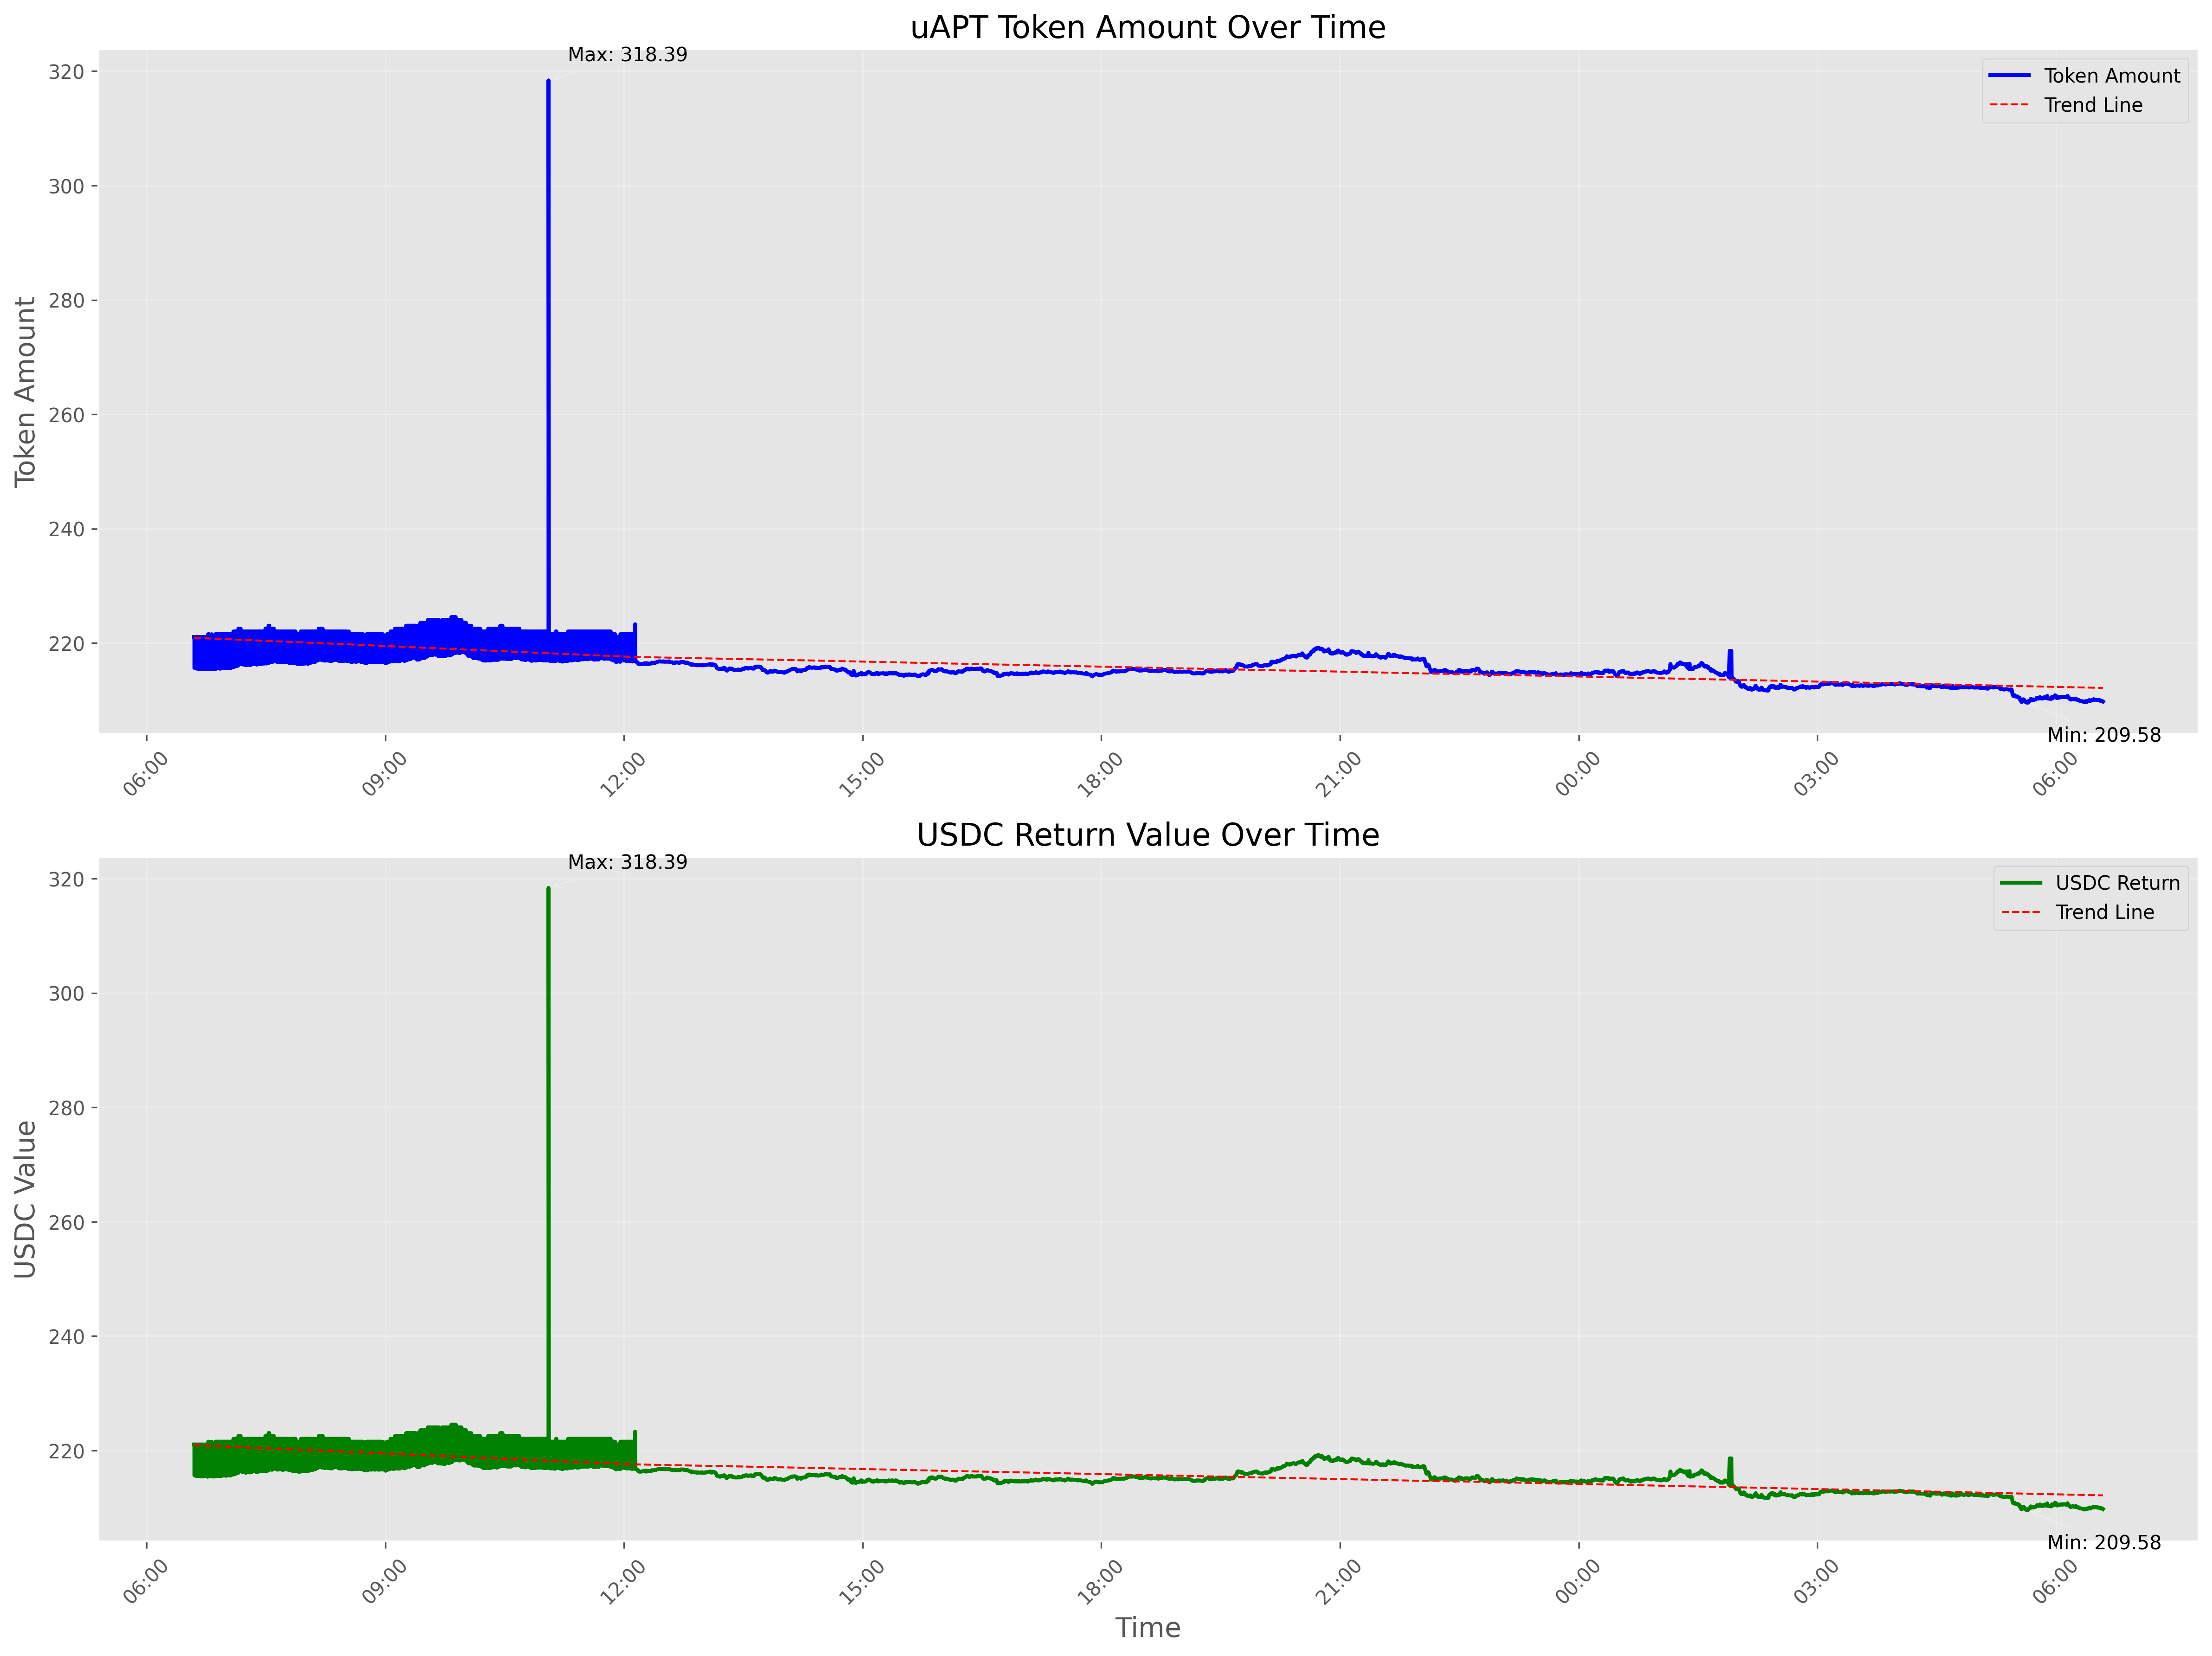 uAPT Token Amount Over Time
Max: 318.39
Token Amount
Trend Line
320
300
280
260
240
220
Token Amount
Min: 209.58
06:00
09:00
12:00
15:00
18:00
21:00
00:00
03:00
06:00
USDC Return Value Over Time
Max: 318.39
USDC Return
Trend Line
320
300
280
260
240
220
USDC Value
Min: 209.58
06:00
09:00
12:00
15:00
18:00
21:00
00:00
03:00
06:00
Time